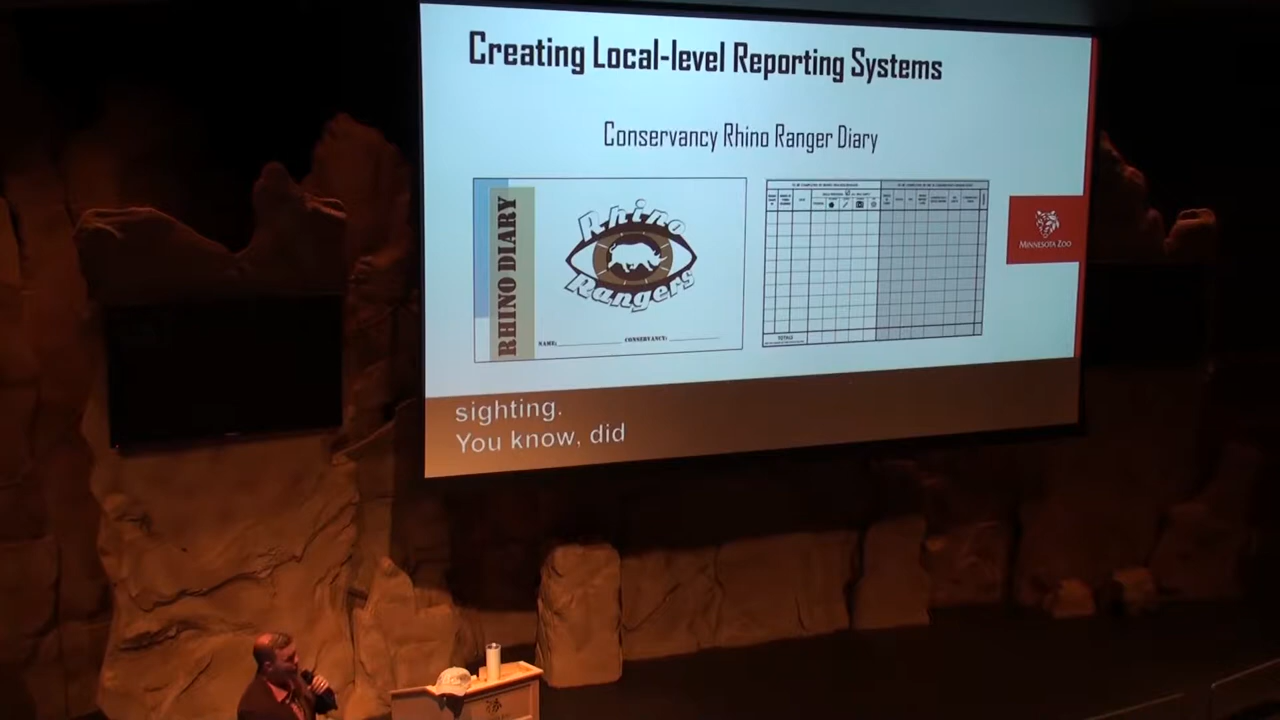 Creating Local-level Reporting Systems
Conservancy Rhino Ranger Diary
RHINO DIARY
Rhino
Rangers
NAME:
CONSERVANCY:
TOTALS
MINNESOTA ZOO
sighting.
You know, did